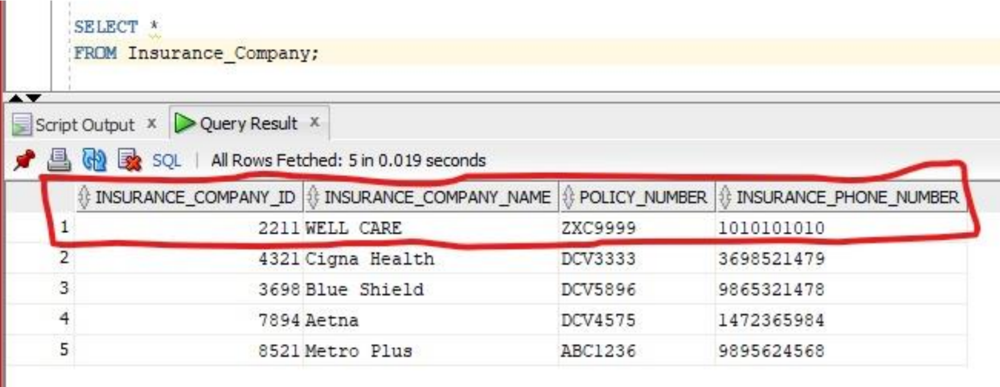 SELECT *
FROM Insurance_Company;
Script Output x Query Result x
SQL | All Rows Fetched: 5 in 0.019 seconds
INSURANCE_COMPANY_ID INSURANCE_COMPANY_NAME POLICY_NUMBER INSURANCE_PHONE_NUMBER
1 2211 WELL CARE ZXC9999 1010101010
2 4321 Cigna Health DCV3333 3698521479
3 3698 Blue Shield DCV5896 9865321478
4 7894 Aetna DCV4575 1472365984
5 8521 Metro Plus ABC1236 9895624568